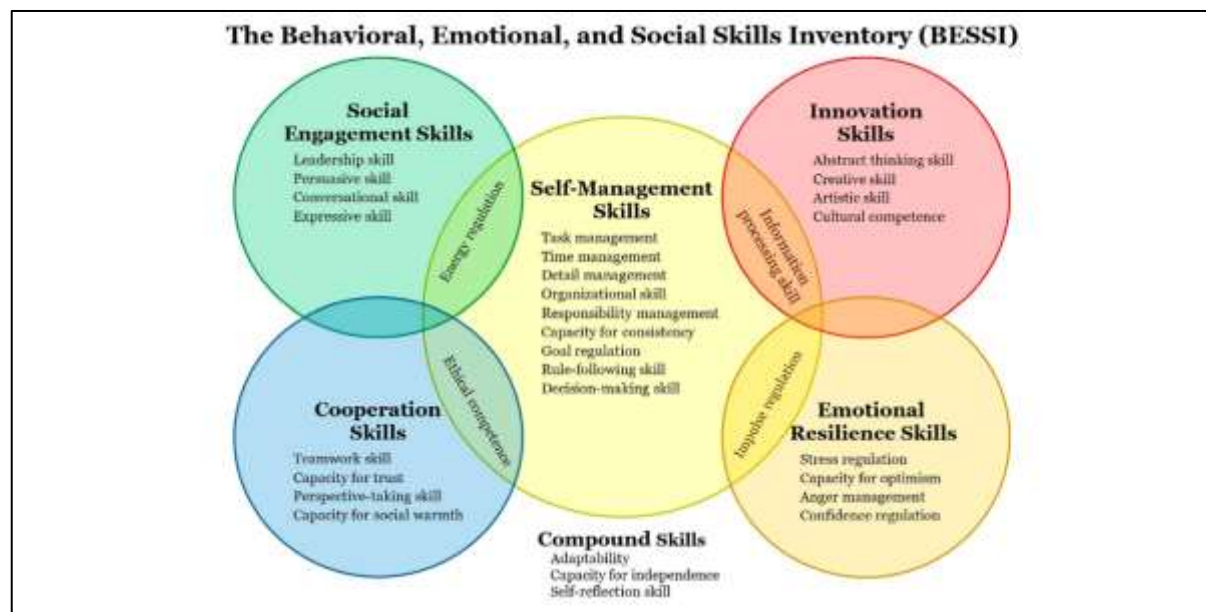 The Behavioral, Emotional, and Social Skills Inventory (BESSI)
Social
Engagement Skills
Leadership skill
Persuasive skill
Conversational skill
Expressive skill
Energy regulation
Self-Management
Skills
Task management
Time management
Detail management
Organizational skill
Responsibility management
Capacity for consistency
Goal regulation
Rule-following skill
Decision-making skill
Innovation
Skills
Abstract thinking skill
Creative skill
Artistic skill
Cultural competence
Information
processing skill
Cooperation
Skills
Teamwork skill
Capacity for trust
Perspective-taking skill
Capacity for social warmth
Ethical competence
Impulse regulation
Emotional
Resilience Skills
Stress regulation
Capacity for optimism
Anger management
Confidence regulation
Compound Skills
Adaptability
Capacity for independence
Self-reflection skill